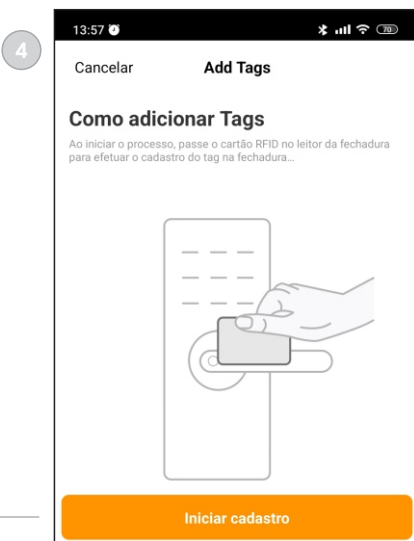 4
13:57
70
Cancelar Add Tags
Como adicionar Tags
Ao iniciar o processo, passe o cartão RFID no leitor da fechadura
para efetuar o cadastro do tag na fechadura...
Iniciar cadastro